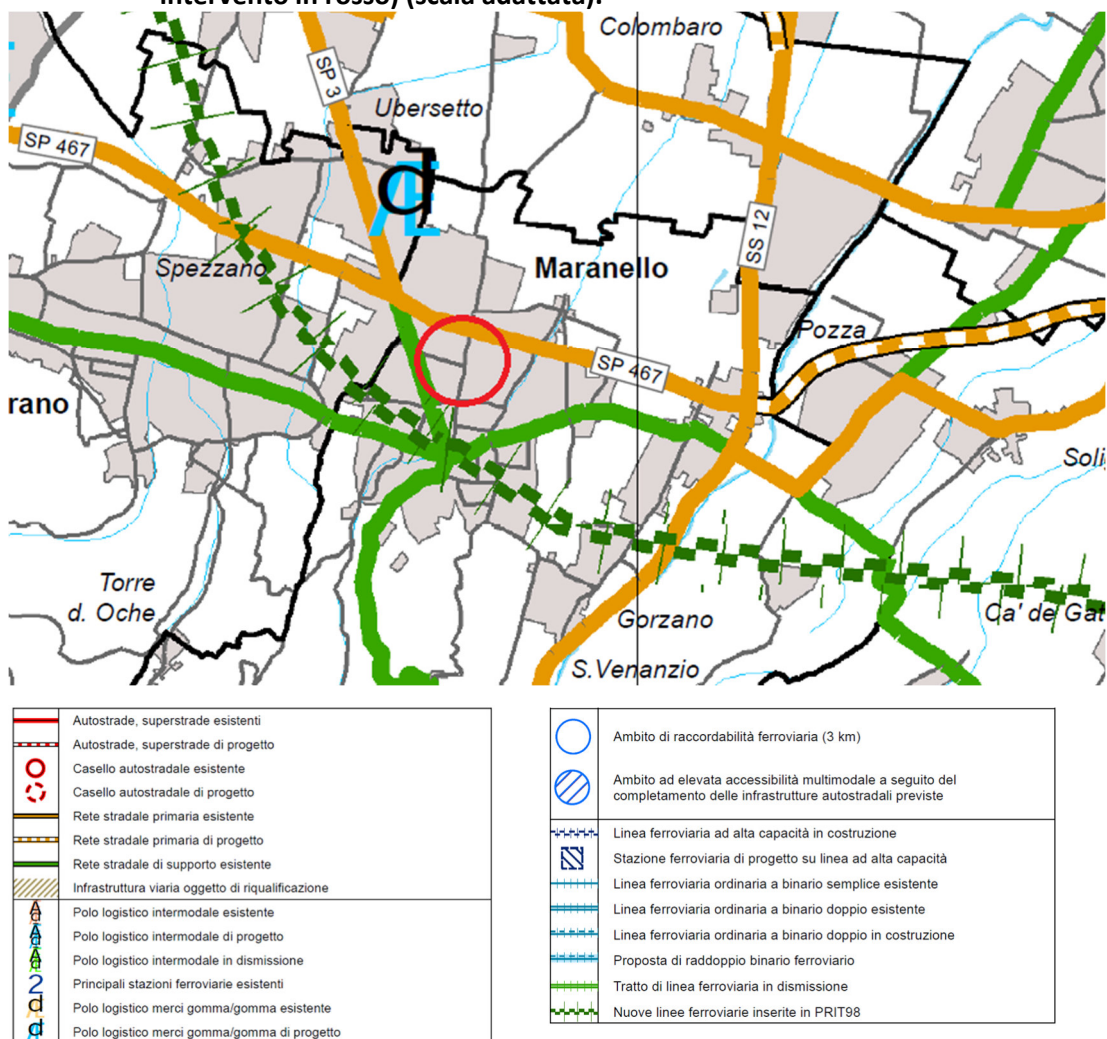 intervento in rosso) (scala adattata).
Colombaro
SP 3
Ubersetto
SP 467
d
Æ
SS 12
Spezzano
Maranello
Pozza
SP 467
rano
Soli
Torre
d. Oche
Gorzano
Ca' de Gat
S.Venanzio
Autostrade, superstrade esistenti
Autostrade, superstrade di progetto
Casello autostradale esistente
Casello autostradale di progetto
Rete stradale primaria esistente
Rete stradale primaria di progetto
Rete stradale di supporto esistente
Infrastruttura viaria oggetto di riqualificazione
Polo logistico intermodale esistente
Polo logistico intermodale di progetto
Polo logistico intermodale in dismissione
2 Principali stazioni ferroviarie esistenti
d Polo logistico merci gomma/gomma esistente
d Polo logistico merci gomma/gomma di progetto
Ambito di raccordabilità ferroviaria (3 km)
Ambito ad elevata accessibilità multimodale a seguito del
completamento delle infrastrutture autostradali previste
Linea ferroviaria ad alta capacità in costruzione
Stazione ferroviaria di progetto su linea ad alta capacità
Linea ferroviaria ordinaria a binario semplice esistente
Linea ferroviaria ordinaria a binario doppio esistente
Linea ferroviaria ordinaria a binario doppio in costruzione
Proposta di raddoppio binario ferroviario
Tratto di linea ferroviaria in dismissione
Nuove linee ferroviarie inserite in PRIT98